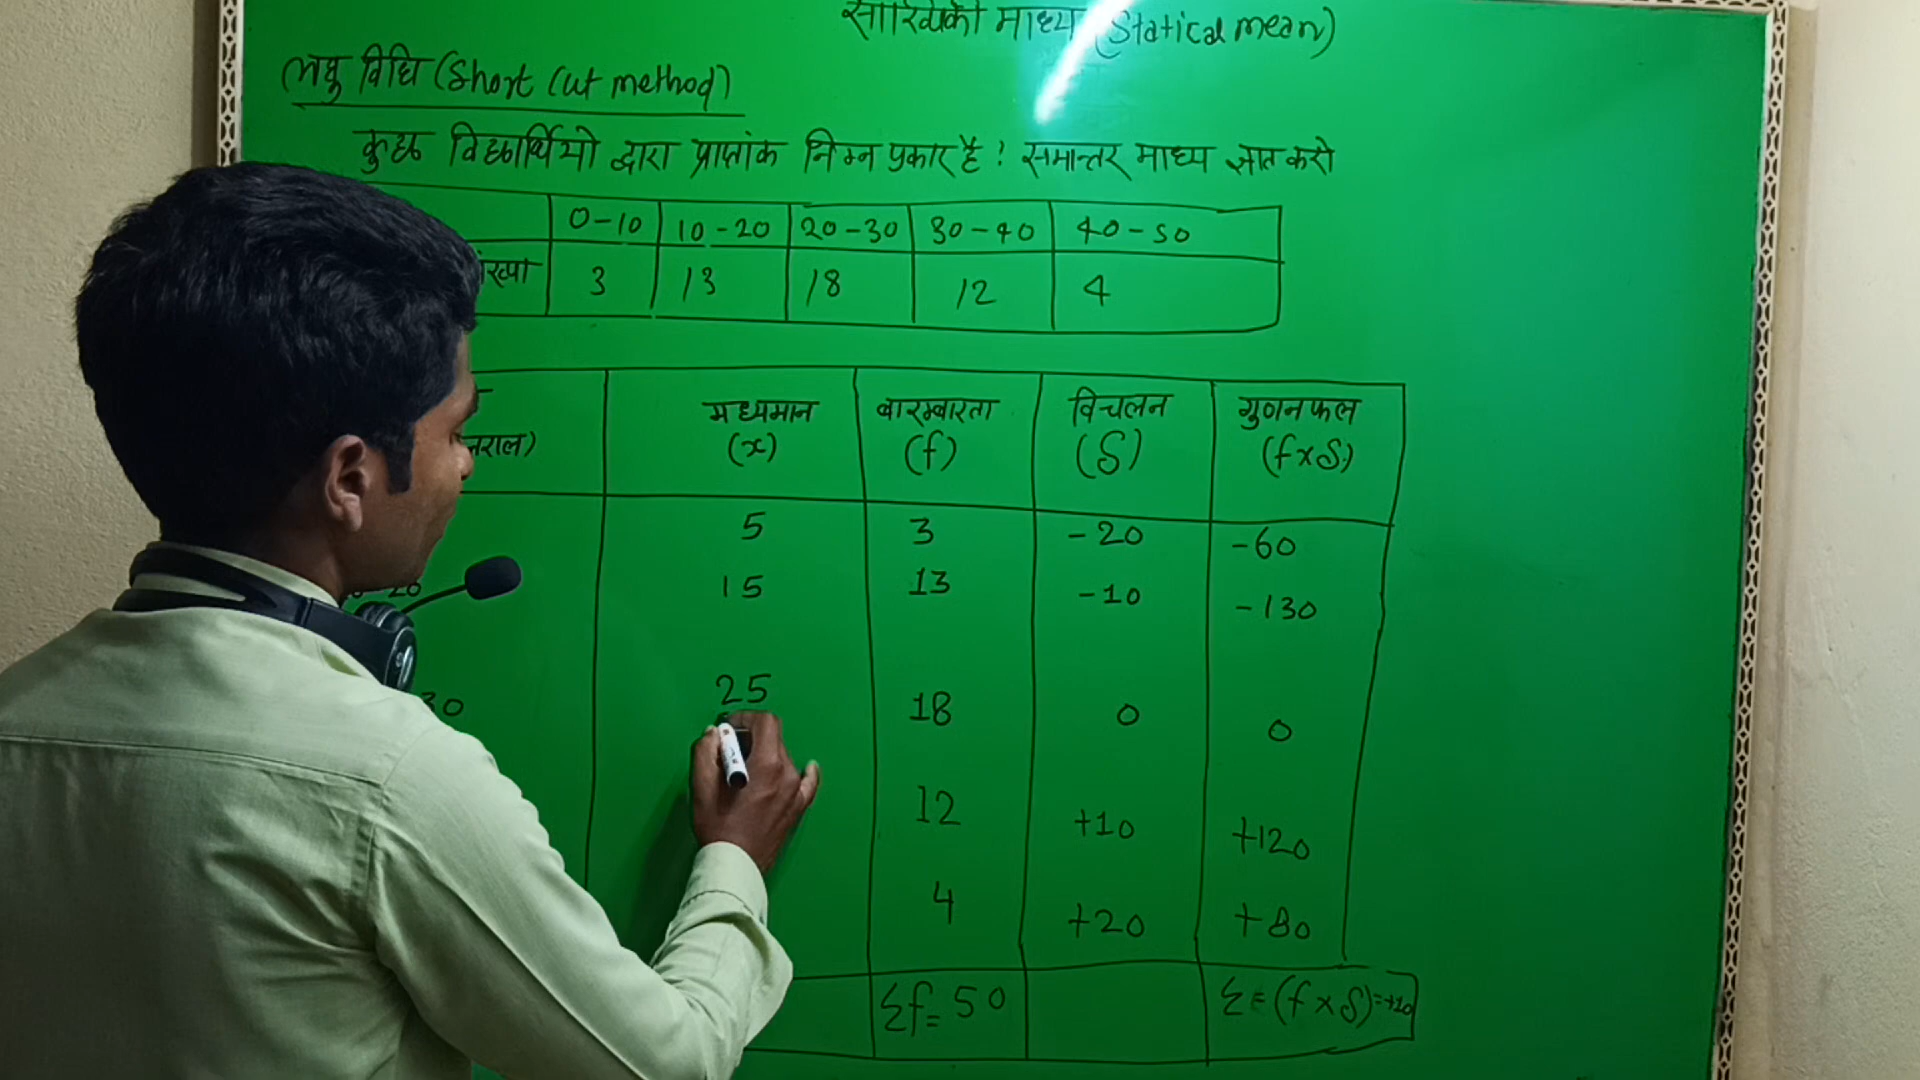 सांख्यिकी माध्य (Statical mean)
लघु विधि (Short Cut method)
कुछ विद्यार्थियो द्वारा प्राप्तांक निम्न प्रकार है ! समान्तर माध्य ज्ञात करो
0-10 10-20 20-30 30-40 40-50
3 13 18 12 4
मध्यमान बारम्बारता विचलन गुणनफल
(x) (f) (δ) (f×δ)
5 3 -20 -60
15 13 -10 -130
25 18 0 0
12 +10 +120
4 +20 +80
Σf= 50 Σ=(f×δ)=+10